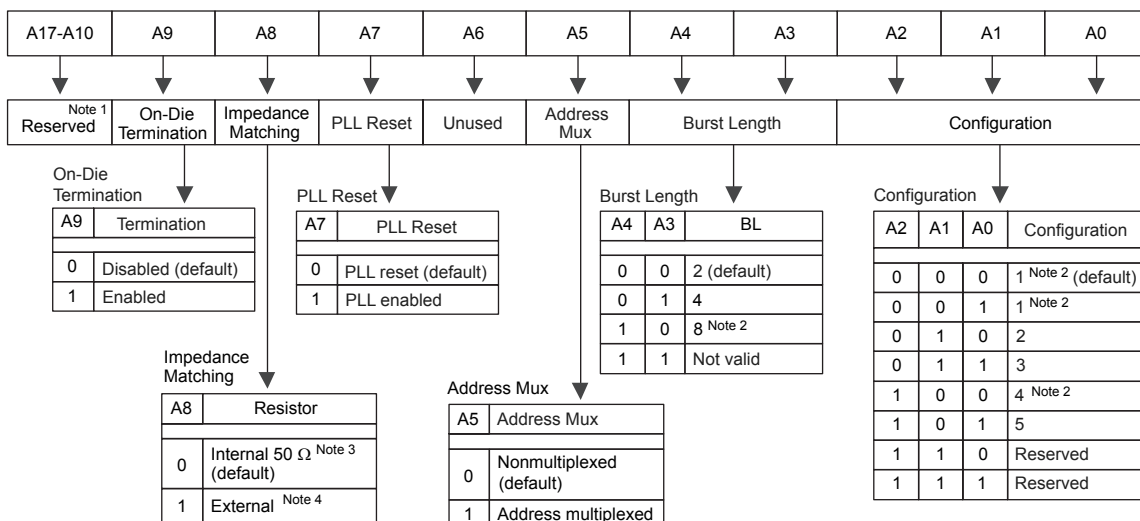 A17-A10 A9 A8 A7 A6 A5 A4 A3 A2 A1 A0
Reserved Note 1
On-Die
Termination
Impedance
Matching
PLL Reset
Unused
Address
Mux
Burst Length
Configuration
On-Die
Termination
A9 Termination
0 Disabled (default)
1 Enabled
PLL Reset
A7 PLL Reset
0 PLL reset (default)
1 PLL enabled
Burst Length
A4 A3 BL
0 0 2 (default)
0 1 4
1 0 8 Note 2
1 1 Not valid
Configuration
A2 A1 A0 Configuration
0 0 0 1 Note 2 (default)
0 0 1 1 Note 2
0 1 0 2
0 1 1 3
1 0 0 4 Note 2
1 0 1 5
1 1 0 Reserved
1 1 1 Reserved
Impedance
Matching
A8 Resistor
0 Internal 50 Ω Note 3
(default)
1 External Note 4
Address Mux
A5 Address Mux
0 Nonmultiplexed
(default)
1 Address multiplexed